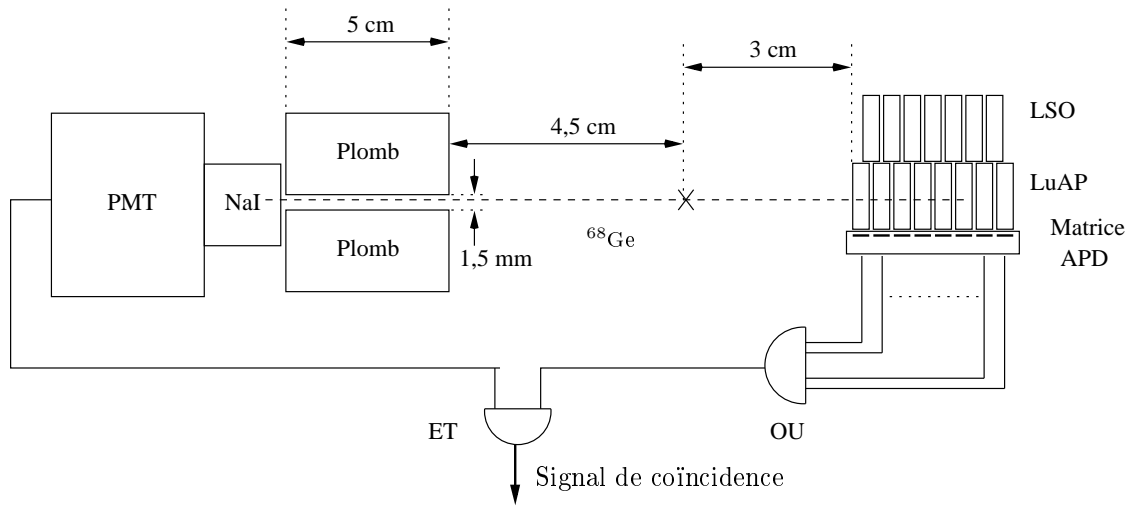 5 cm
3 cm
4,5 cm
LSO
Plomb
LuAP
PMT
NaI
⁶⁸Ge
Matrice
APD
Plomb
1,5 mm
ET
OU
Signal de coïncidence